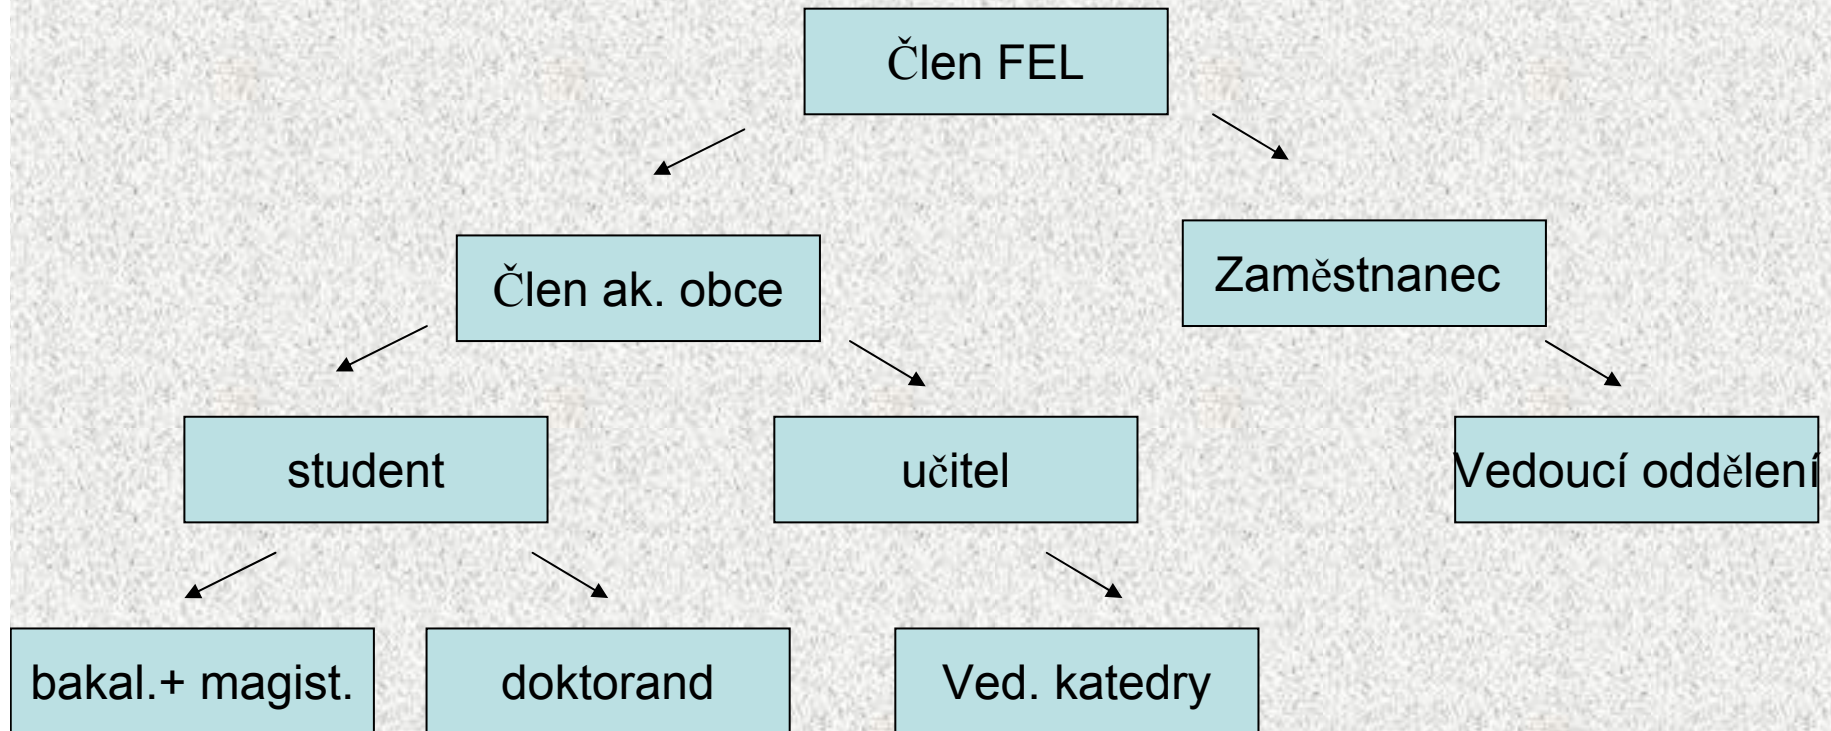 Člen FEL
Člen ak. obce
Zaměstnanec
student
učitel
Vedoucí oddělení
bakal.+ magist.
doktorand
Ved. katedry